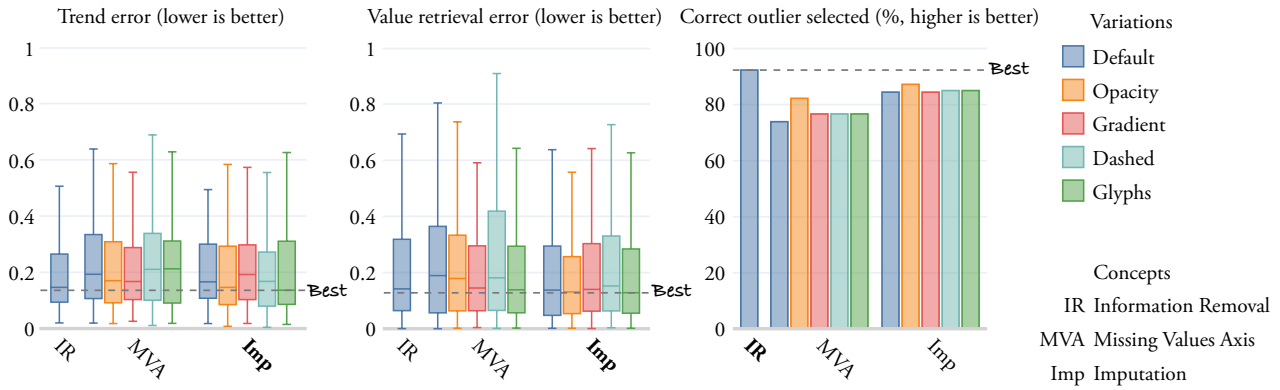 Trend error (lower is better)
1
0.8
0.6
0.4
0.2
0
Best
IR
MVA
Imp
Value retrieval error (lower is better)
1
0.8
0.6
0.4
0.2
0
Best
IR
MVA
Imp
Correct outlier selected (%, higher is better)
100
80
60
40
20
0
Best
IR
MVA
Imp
Variations
Default
Opacity
Gradient
Dashed
Glyphs
Concepts
IR Information Removal
MVA Missing Values Axis
Imp Imputation